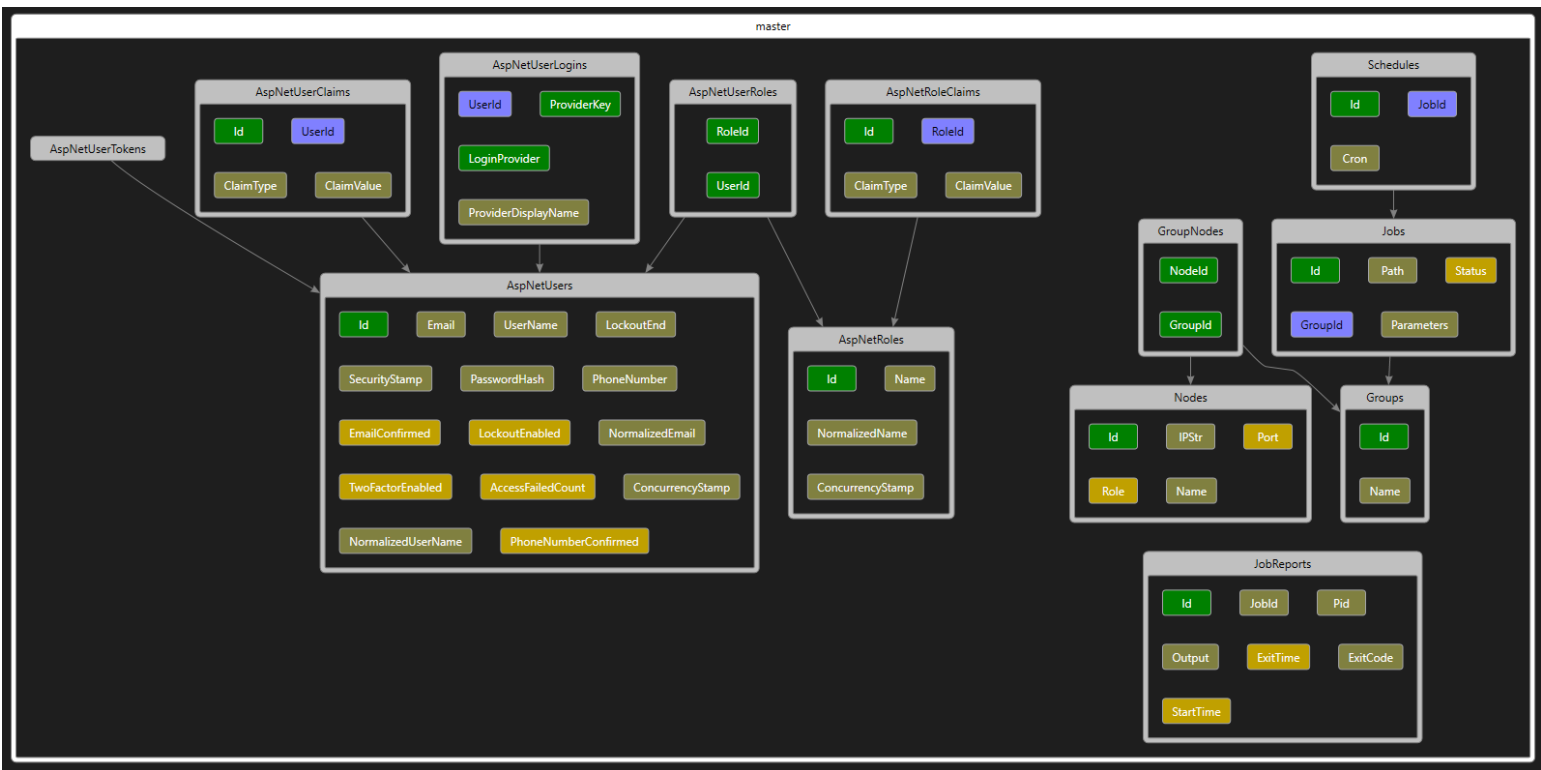 master
AspNetUserTokens
AspNetUserClaims
Id UserId
ClaimType ClaimValue
AspNetUserLogins
UserId ProviderKey
LoginProvider
ProviderDisplayName
AspNetUserRoles
RoleId
UserId
AspNetRoleClaims
Id RoleId
ClaimType ClaimValue
Schedules
Id JobId
Cron
AspNetUsers
Id Email UserName LockoutEnd
SecurityStamp PasswordHash PhoneNumber
EmailConfirmed LockoutEnabled NormalizedEmail
TwoFactorEnabled AccessFailedCount ConcurrencyStamp
NormalizedUserName PhoneNumberConfirmed
AspNetRoles
Id Name
NormalizedName
ConcurrencyStamp
GroupNodes
NodeId
GroupId
Jobs
Id Path Status
GroupId Parameters
Nodes
Id IPStr Port
Role Name
Groups
Id
Name
JobReports
Id JobId Pid
Output ExitTime ExitCode
StartTime